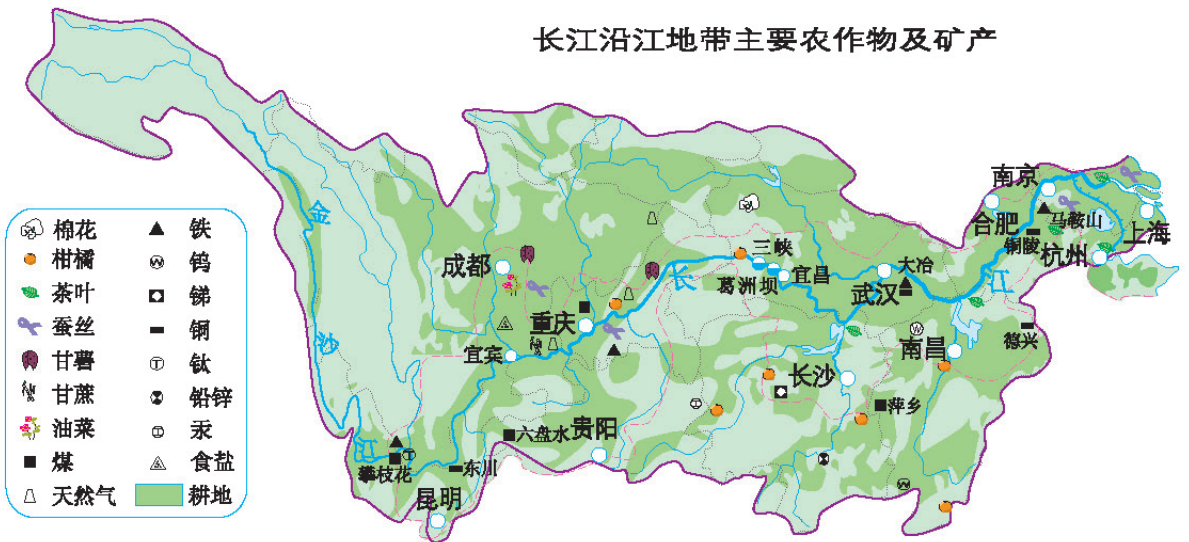 长江沿江地带主要农作物及矿产
棉花
铁
柑橘
钨
茶叶
锑
蚕丝
铜
甘薯
钛
甘蔗
铅锌
油菜
汞
煤
食盐
天然气
耕地
金
沙
江
长
江
成都
重庆
宜宾
攀枝花
东川
昆明
六盘水
贵阳
三峡
葛洲坝
宜昌
武汉
大冶
长沙
萍乡
南昌
德兴
南京
合肥
马鞍山
铜陵
杭州
上海